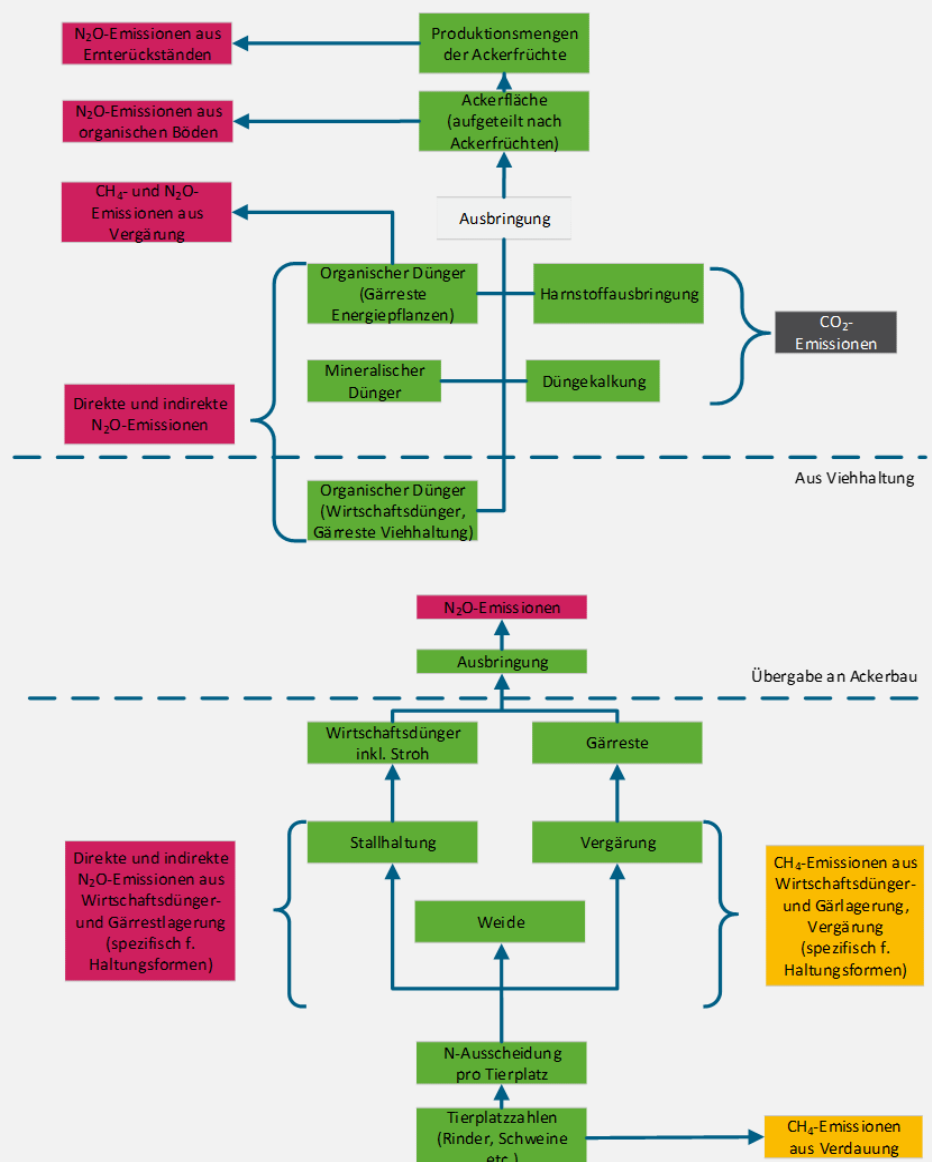 N₂O-Emissionen aus
Ernterückständen
Produktionsmengen
der Ackerfrüchte
N₂O-Emissionen aus
organischen Böden
Ackerfläche
(aufgeteilt nach
Ackerfrüchten)
CH₄- und N₂O-
Emissionen aus
Vergärung
Ausbringung
Organischer Dünger
(Gärreste
Energiepflanzen)
Harnstoffausbringung
CO₂-
Emissionen
Mineralischer
Dünger
Düngekalkung
Direkte und indirekte
N₂O-Emissionen
Aus Viehhaltung
Organischer Dünger
(Wirtschaftsdünger,
Gärreste Viehhaltung)
N₂O-Emissionen
Ausbringung
Übergabe an Ackerbau
Wirtschaftsdünger
inkl. Stroh
Gärreste
Stallhaltung
Vergärung
Direkte und indirekte
N₂O-Emissionen aus
Wirtschaftsdünger-
und Gärrestlagerung
(spezifisch f.
Haltungsformen)
Weide
CH₄-Emissionen aus
Wirtschaftsdünger-
und Gärlagerung,
Vergärung
(spezifisch f.
Haltungsformen)
N-Ausscheidung
pro Tierplatz
Tierplatzzahlen
(Rinder, Schweine
etc.)
CH₄-Emissionen
aus Verdauung